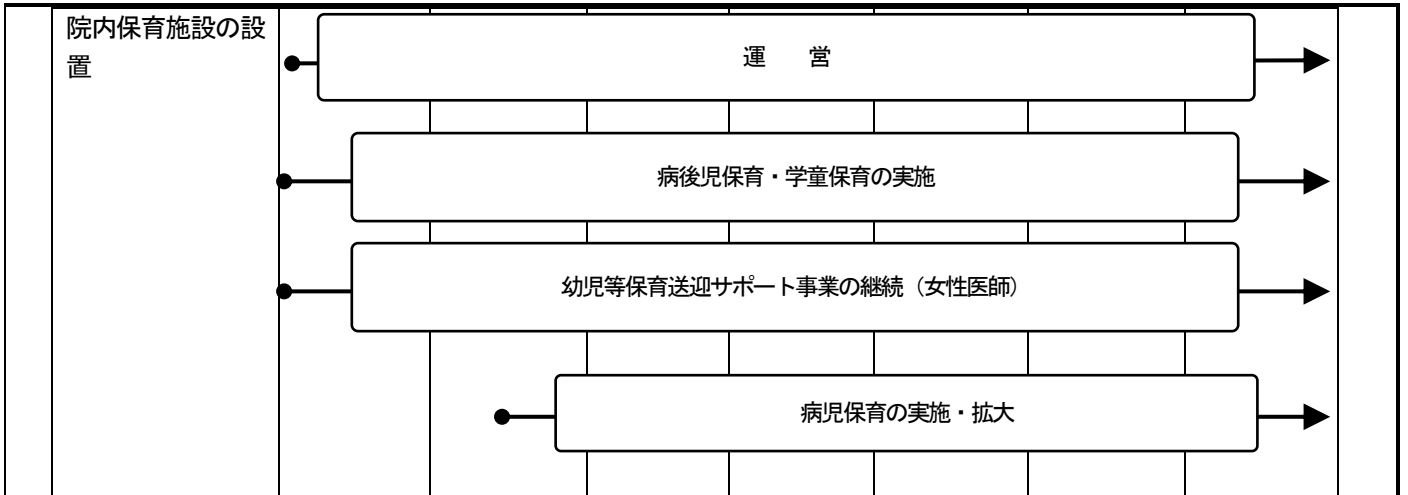 院内保育施設の設
置
運　　営
病後児保育・学童保育の実施
幼児等保育送迎サポート事業の継続（女性医師）
病児保育の実施・拡大